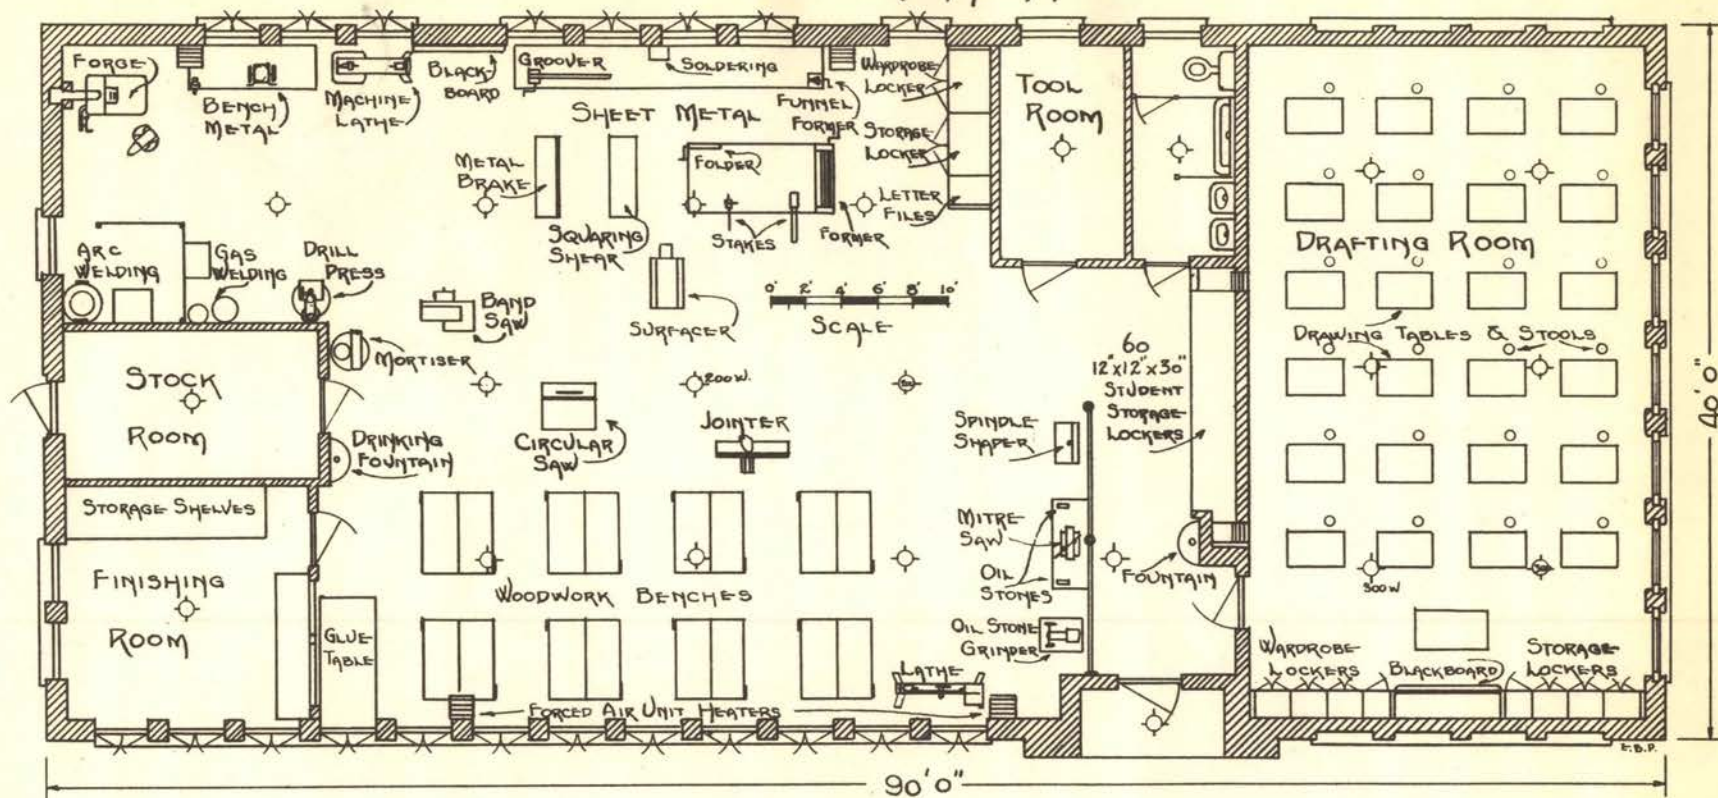 FORGE
BENCH
METAL
MACHINE
LATHE
BLACK-
BOARD
GROOVER
SOLDERING
FUNNEL
FORMER
SHEET METAL
WARDROBE
LOCKER
STORAGE
LOCKER
LETTER
FILES
TOOL
ROOM
METAL
BRAKE
SQUARING
SHEAR
FOLDER
STAKES
FORMER
ARC
WELDING
GAS
WELDING
DRILL
PRESS
BAND
SAW
SURFACER
0' 2' 4' 6' 8' 10'
SCALE
DRAFTING ROOM
DRAWING TABLES & STOOLS
MORTISER
STOCK
ROOM
200 W.
60
12"x12"x30"
STUDENT
STORAGE
LOCKERS
40'0"
DRINKING
FOUNTAIN
CIRCULAR
SAW
JOINTER
SPINDLE
SHAPER
STORAGE SHELVES
MITRE
SAW
OIL
STONES
FOUNTAIN
FINISHING
ROOM
WOODWORK BENCHES
300 W
GLUE
TABLE
OIL STONE
GRINDER
LATHE
FORCED AIR UNIT HEATERS
WARDROBE
LOCKERS
BLACKBOARD
STORAGE
LOCKERS
E.B.P.
90'0"